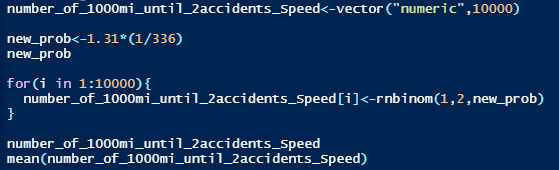 number_of_1000mi_until_2accidents_Speed<-vector("numeric",10000)
new_prob<-1.31*(1/336)
new_prob
for(i in 1:10000){
number_of_1000mi_until_2accidents_Speed[i]<-rnbinom(1,2,new_prob)
}
number_of_1000mi_until_2accidents_Speed
mean(number_of_1000mi_until_2accidents_Speed)